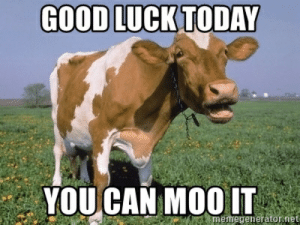 GOOD LUCK TODAY
YOU CAN MOO IT
memegenerator.net